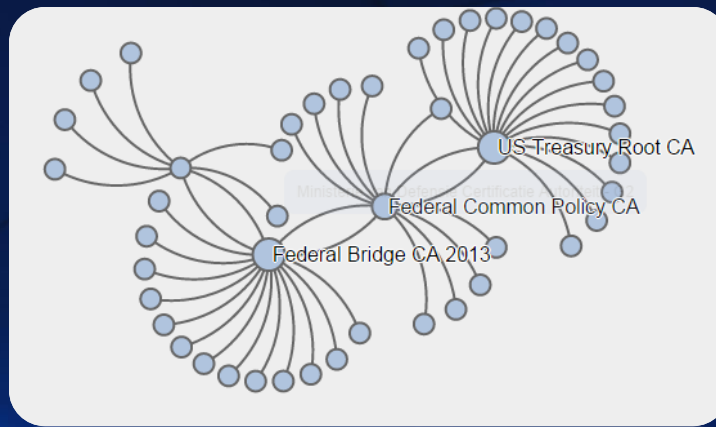 US Treasury Root CA
Federal Common Policy CA
Federal Bridge CA 2013